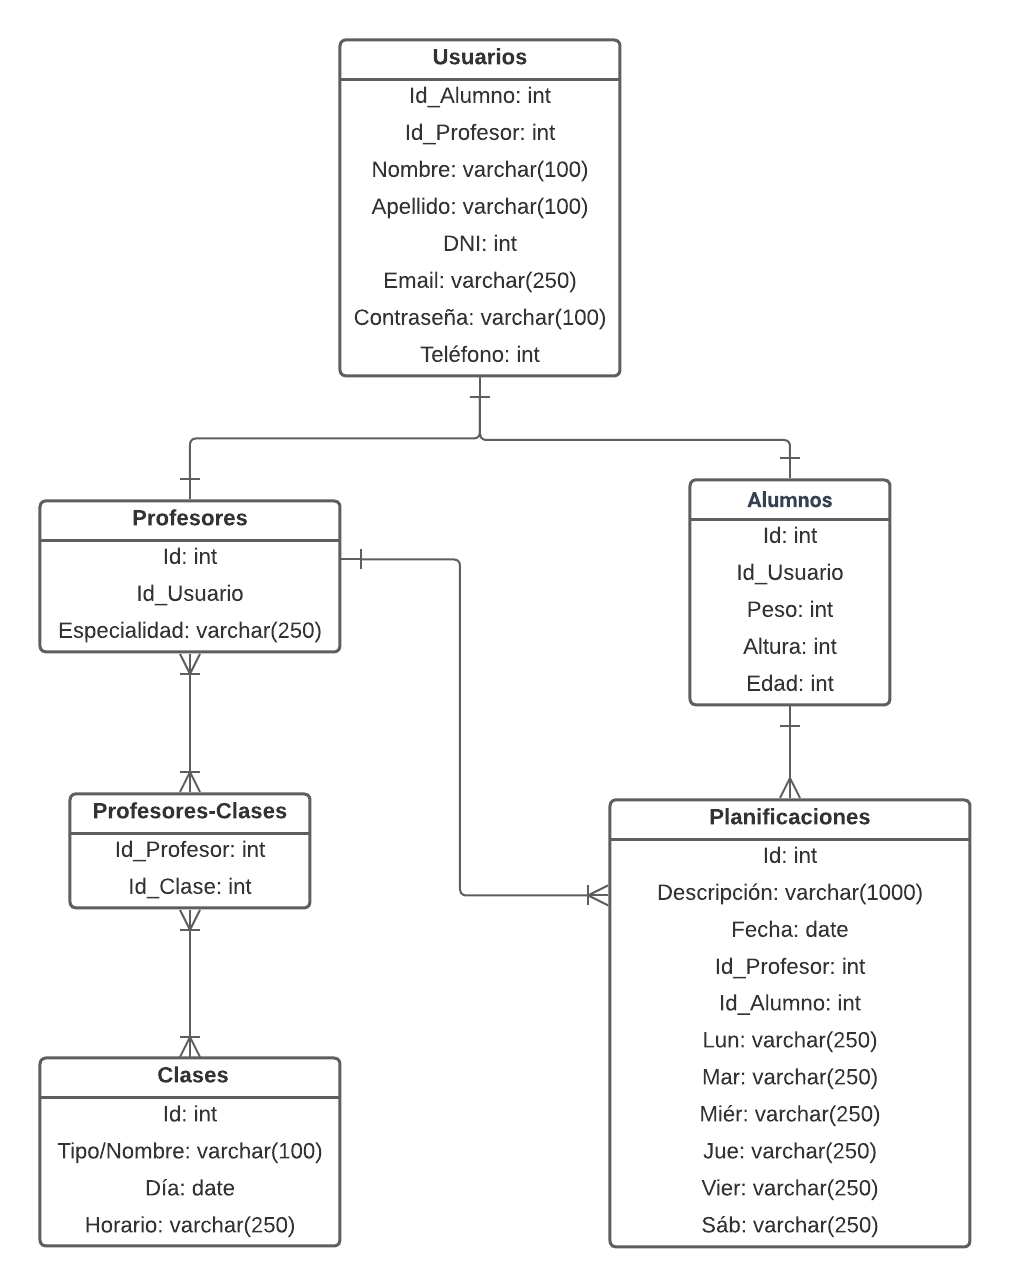 Usuarios
Id_Alumno: int
Id_Profesor: int
Nombre: varchar(100)
Apellido: varchar(100)
DNI: int
Email: varchar(250)
Contraseña: varchar(100)
Teléfono: int
Profesores
Id: int
Id_Usuario
Especialidad: varchar(250)
Alumnos
Id: int
Id_Usuario
Peso: int
Altura: int
Edad: int
Profesores-Clases
Id_Profesor: int
Id_Clase: int
Planificaciones
Id: int
Descripción: varchar(1000)
Fecha: date
Id_Profesor: int
Id_Alumno: int
Lun: varchar(250)
Mar: varchar(250)
Miér: varchar(250)
Jue: varchar(250)
Vier: varchar(250)
Sáb: varchar(250)
Clases
Id: int
Tipo/Nombre: varchar(100)
Día: date
Horario: varchar(250)